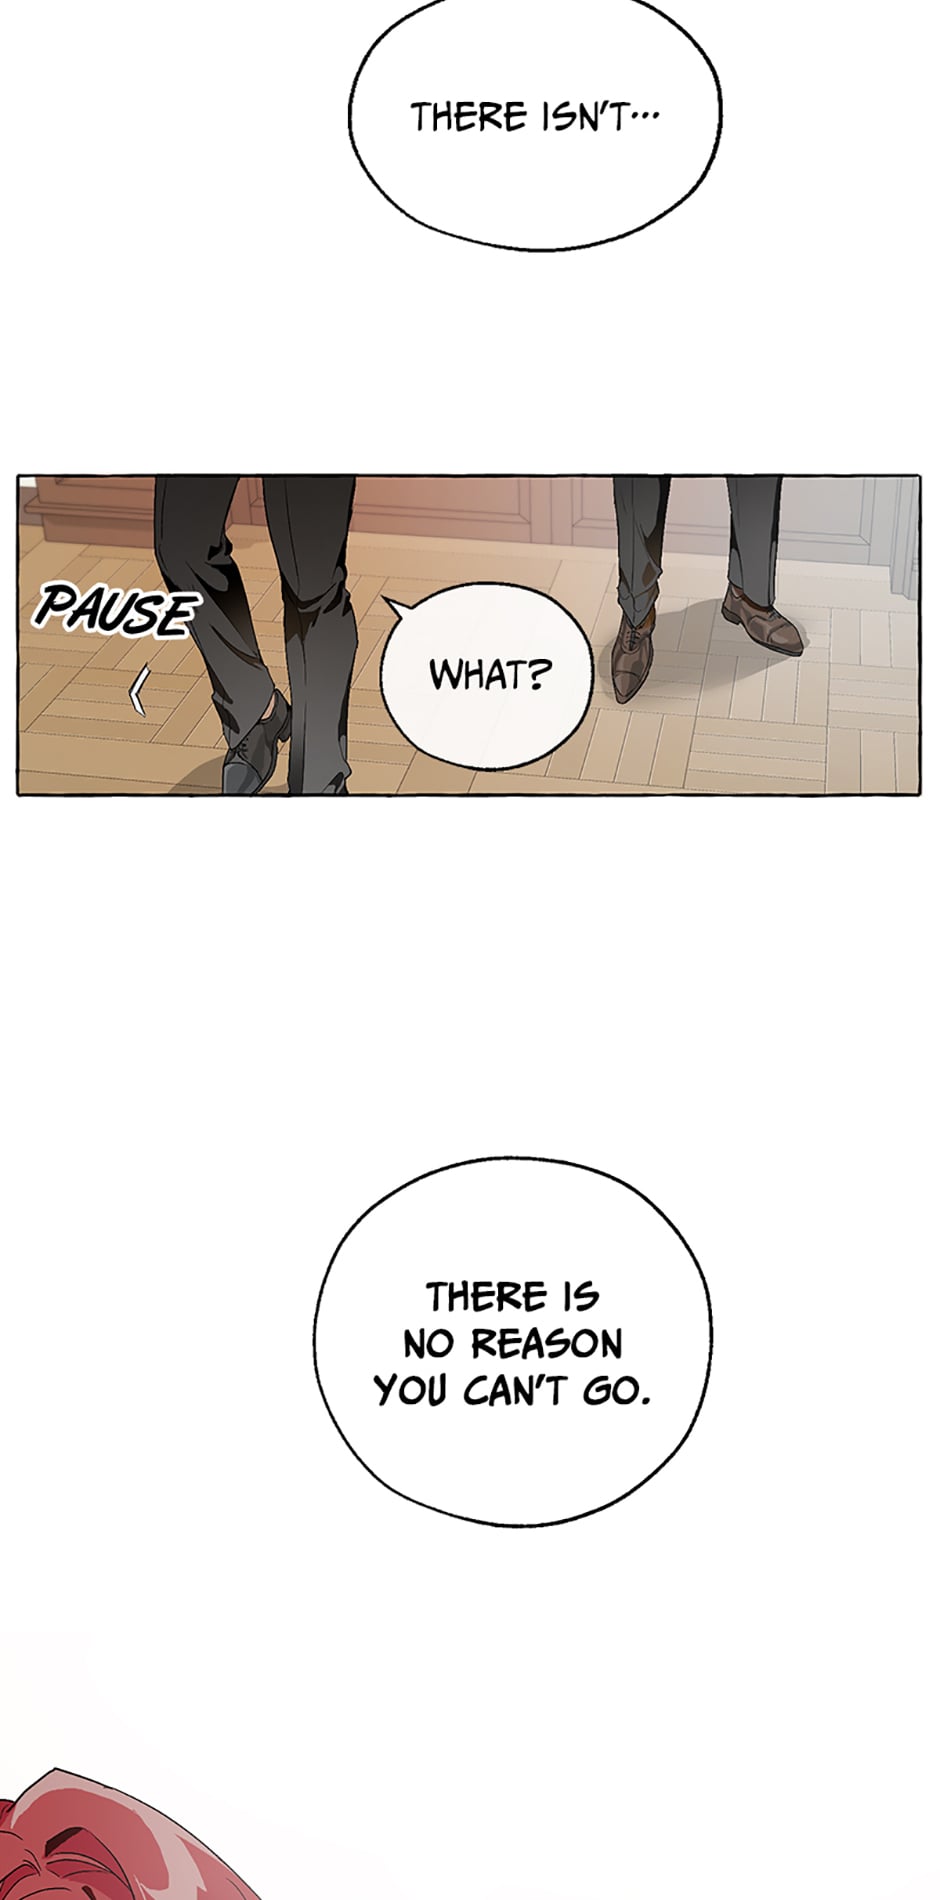 THERE ISN'T...
PAUSE
WHAT?
THERE IS
NO REASON
YOU CAN'T GO.